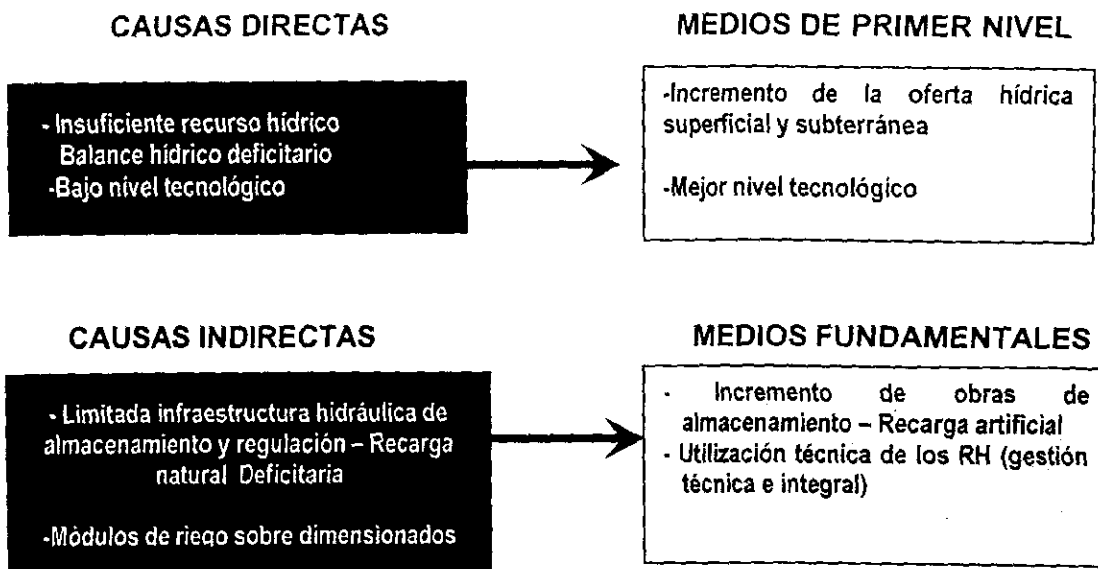 CAUSAS DIRECTAS
- Insuficiente recurso hídrico
Balance hídrico deficitario
-Bajo nivel tecnológico
MEDIOS DE PRIMER NIVEL
-Incremento de la oferta hídrica
superficial y subterránea
-Mejor nivel tecnológico
CAUSAS INDIRECTAS
- Limitada infraestructura hidráulica de
almacenamiento y regulación – Recarga
natural Deficitaria
-Módulos de riego sobre dimensionados
MEDIOS FUNDAMENTALES
- Incremento de obras de
almacenamiento – Recarga artificial
- Utilización técnica de los RH (gestión
técnica e integral)